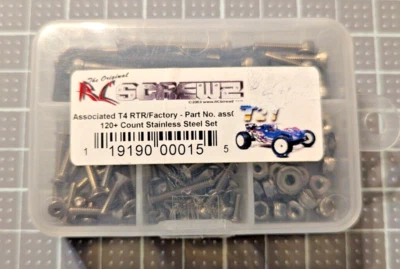 The Original
RC SCREWZ
Associated T4 RTR/Factory - Part No. ass
120+ Count Stainless Steel Set
1 19190 00015 5